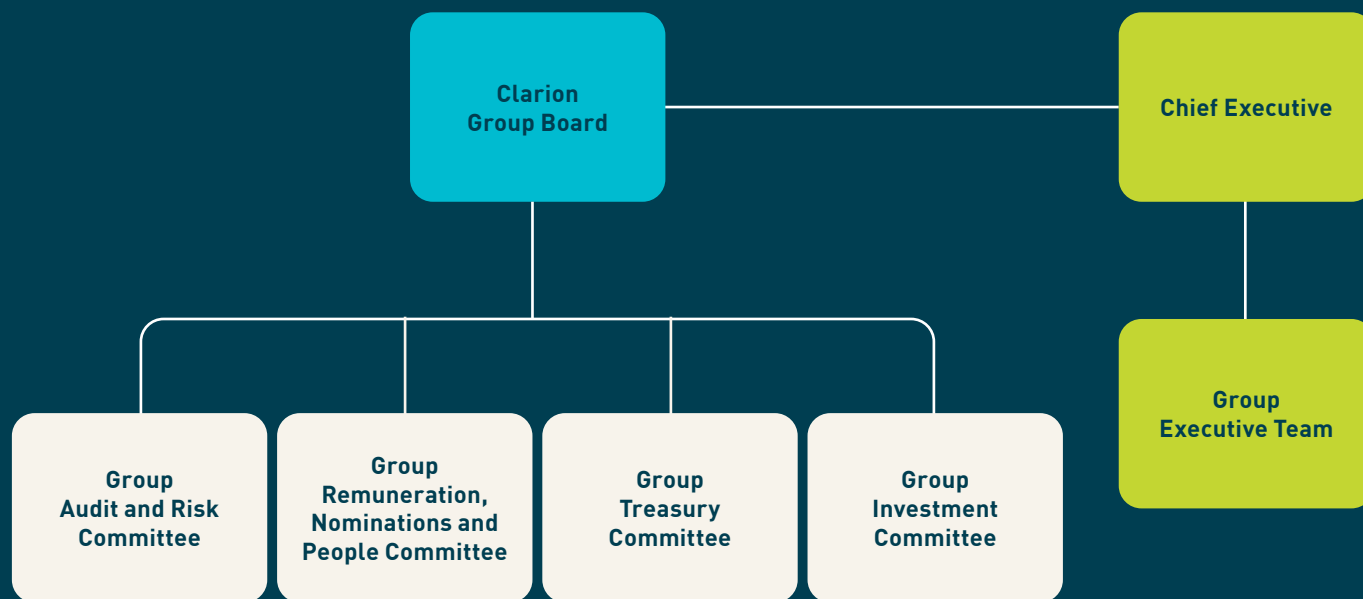 Clarion
Group Board
Chief Executive
Group
Executive Team
Group
Audit and Risk
Committee
Group
Remuneration,
Nominations and
People Committee
Group
Treasury
Committee
Group
Investment
Committee